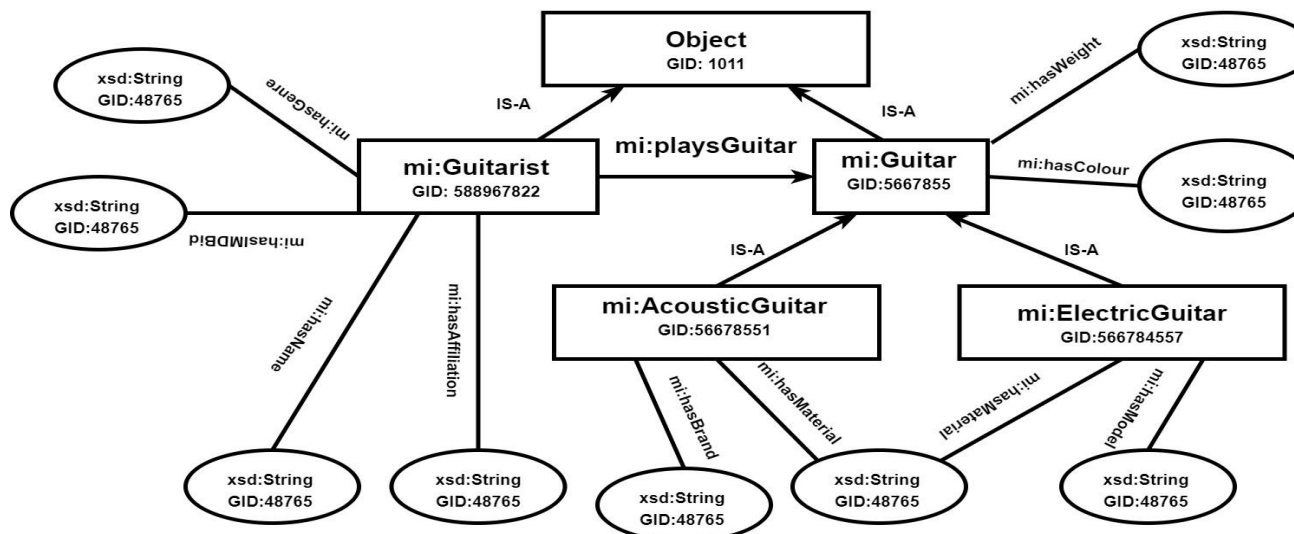 Object
GID: 1011
xsd:String
GID:48765
mi:hasGenre
IS-A
IS-A
mi:hasWeight
xsd:String
GID:48765
mi:Guitarist
GID: 588967822
mi:playsGuitar
mi:Guitar
GID:5667855
mi:hasColour
xsd:String
GID:48765
xsd:String
GID:48765
mi:hasIMDBid
IS-A
IS-A
mi:hasName
mi:hasAffiliation
mi:AcousticGuitar
GID:56678551
mi:ElectricGuitar
GID:566784557
mi:hasBrand
mi:hasMaterial
mi:hasMaterial
mi:hasModel
xsd:String
GID:48765
xsd:String
GID:48765
xsd:String
GID:48765
xsd:String
GID:48765
xsd:String
GID:48765